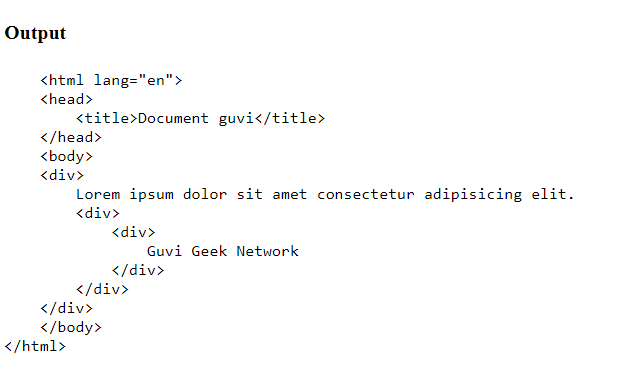 Output
<html lang="en">
<head>
<title>Document guvi</title>
</head>
<body>
<div>
Lorem ipsum dolor sit amet consectetur adipisicing elit.
<div>
<div>
Guvi Geek Network
</div>
</div>
</div>
</body>
</html>